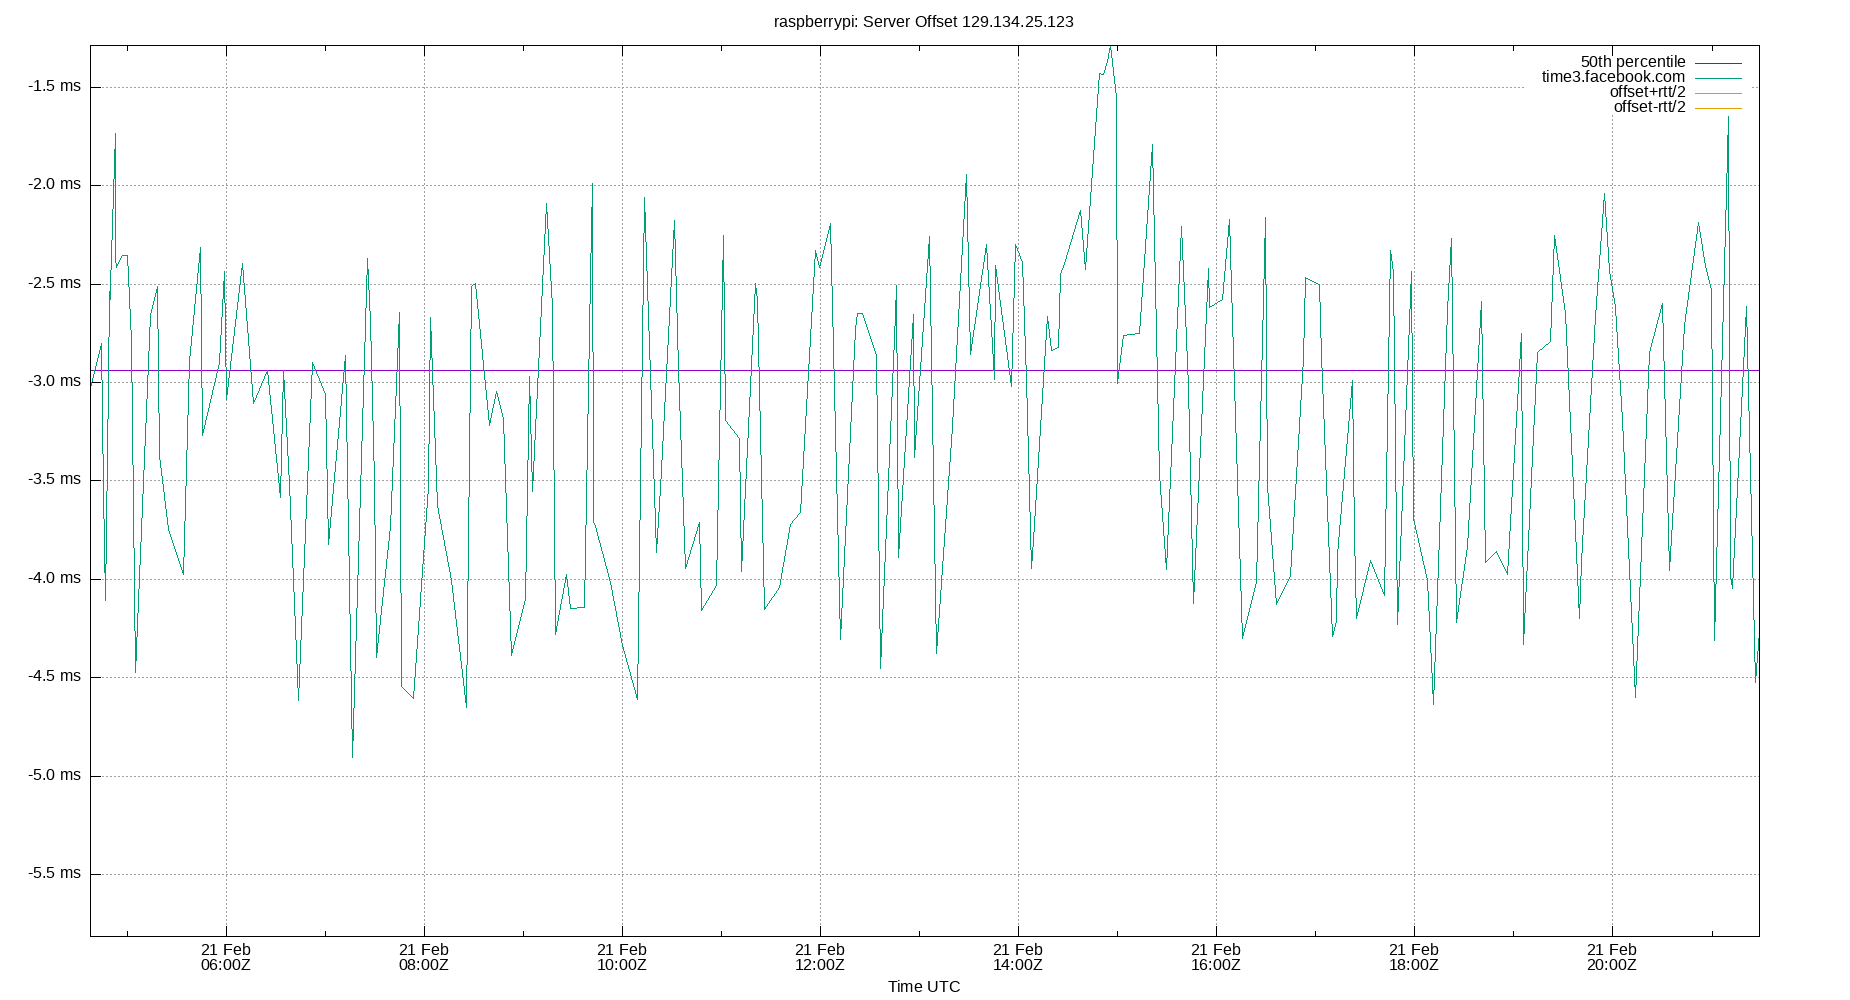 raspberrypi: Server Offset 129.134.25.123
50th percentile
time3.facebook.com
offset+rtt/2
offset-rtt/2
-1.5 ms
-2.0 ms
-2.5 ms
-3.0 ms
-3.5 ms
-4.0 ms
-4.5 ms
-5.0 ms
-5.5 ms
21 Feb 21 Feb 21 Feb 21 Feb 21 Feb 21 Feb 21 Feb 21 Feb
06:00Z 08:00Z 10:00Z 12:00Z 14:00Z 16:00Z 18:00Z 20:00Z
Time UTC